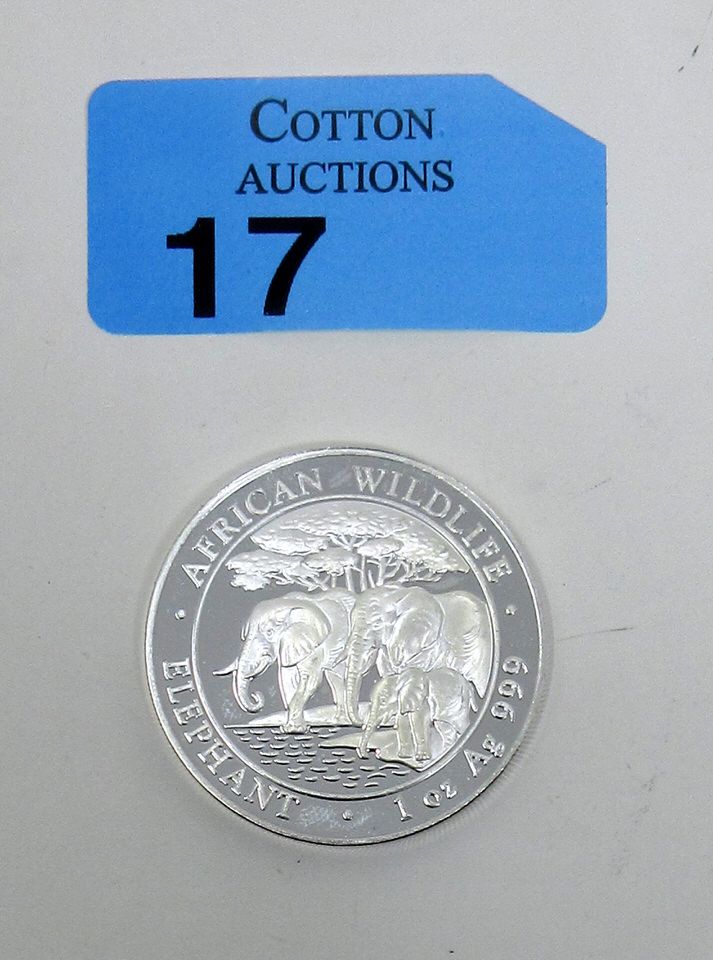 COTTON
AUCTIONS
17
AFRICAN WILDLIFE
ELEPHANT • 1 oz Ag 999